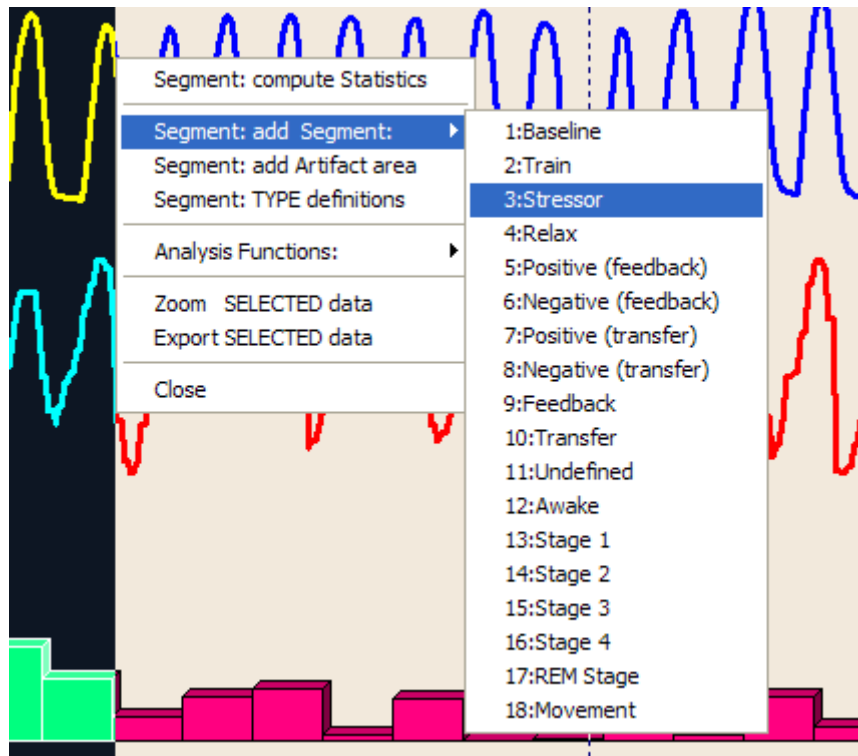 Segment: compute Statistics
Segment: add Segment:
Segment: add Artifact area
Segment: TYPE definitions
Analysis Functions:
Zoom SELECTED data
Export SELECTED data
Close
1:Baseline
2:Train
3:Stressor
4:Relax
5:Positive (feedback)
6:Negative (feedback)
7:Positive (transfer)
8:Negative (transfer)
9:Feedback
10:Transfer
11:Undefined
12:Awake
13:Stage 1
14:Stage 2
15:Stage 3
16:Stage 4
17:REM Stage
18:Movement